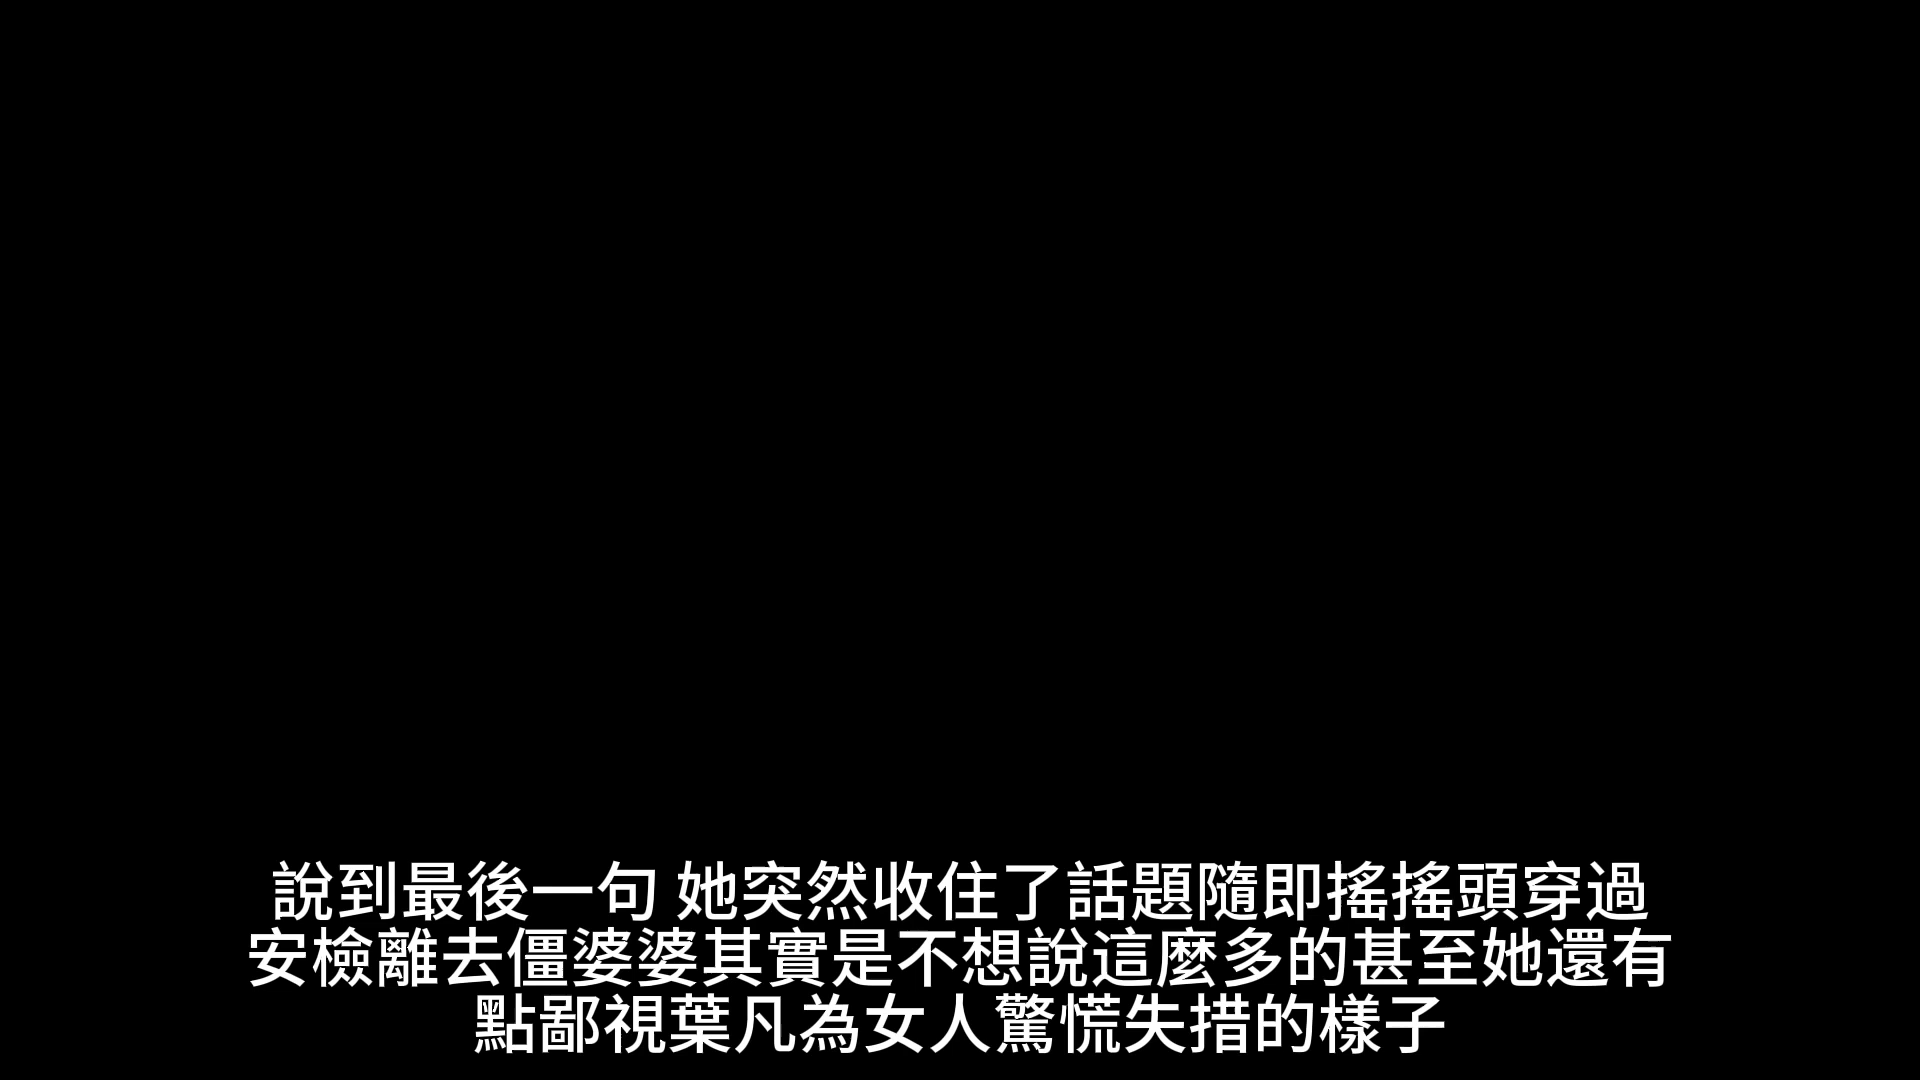 說到最後一句 她突然收住了話題隨即搖搖頭穿過
安檢離去僵婆婆其實是不想說這麼多的甚至她還有
點鄙視葉凡為女人驚慌失措的樣子